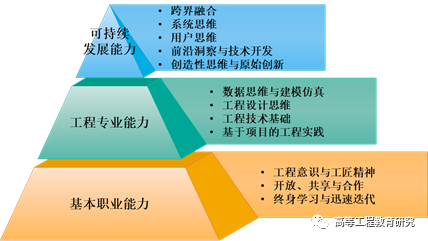 可持续
发展能力
• 跨界融合
• 系统思维
• 用户思维
• 前沿洞察与技术开发
• 创造性思维与原始创新
工程专业能力
• 数据思维与建模仿真
• 工程设计思维
• 工程技术基础
• 基于项目的工程实践
基本职业能力
• 工程意识与工匠精神
• 开放、共享与合作
• 终身学习与迅速迭代
高等工程教育研究